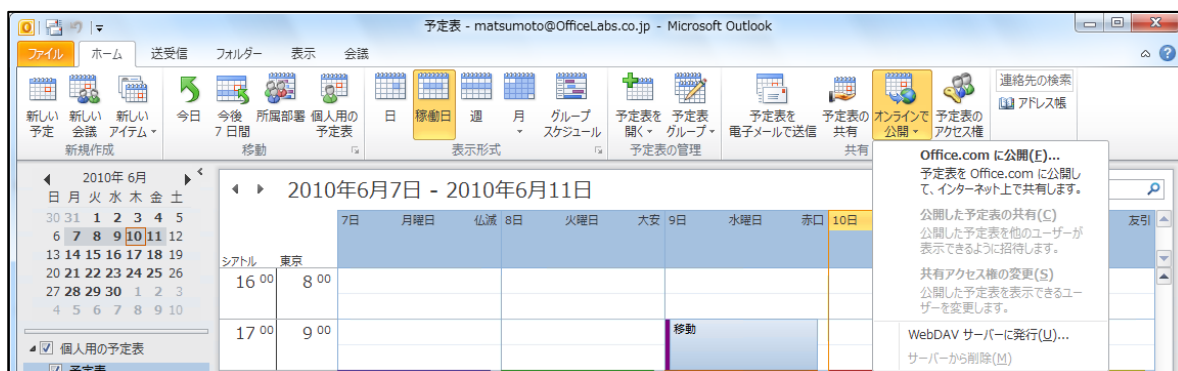 予定表 - matsumoto@OfficeLabs.co.jp - Microsoft Outlook
ファイル ホーム 送受信 フォルダー 表示 会議
新しい予定
新しい会議
新しいアイテム
今日
今後 7 日間
所属部署
個人用の予定表
日
稼働日
週
月
グループ スケジュール
予定表を開く
予定表グループ
予定表を電子メールで送信
予定表の共有
オンラインで公開
予定表のアクセス権
連絡先の検索
アドレス帳
新規作成 移動 表示形式 予定表の管理 共有
Office.com に公開(F)...
予定表を Office.com に公開し
て、インターネット上で共有します。
公開した予定表の共有(C)
公開した予定表を他のユーザーが
表示できるように招待します。
共有アクセス権の変更(S)
公開した予定表を表示できるユー
ザーを変更します。
WebDAV サーバーに発行(U)...
サーバーから削除(M)
2010年 6月
日 月 火 水 木 金 土
30 31 1 2 3 4 5
6 7 8 9 10 11 12
13 14 15 16 17 18 19
20 21 22 23 24 25 26
27 28 29 30 1 2 3
4 5 6 7 8 9 10
個人用の予定表
予定表
2010年6月7日 - 2010年6月11日
7日 月曜日 仏滅 8日 火曜日 大安 9日 水曜日 赤口 10日 友引
シアトル 東京
16 00 8 00
17 00 9 00
移動